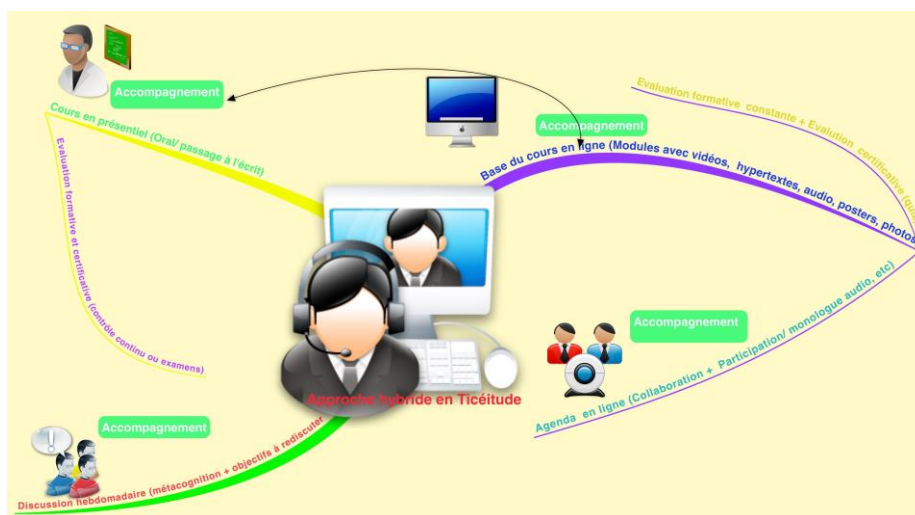 Accompagnement
Cours en présentiel (Oral/ passage à l'écrit)
Evaluation formative et certificative (contrôle continu ou examens)
Accompagnement
Base du cours en ligne (Modules avec vidéos, hypertextes, audio, posters, photos
Evaluation formative constante + Evalution certificative
Accompagnement
Agenda en ligne (Collaboration + Participation/ monologue audio, etc)
Approche hybride en Ticéitude
Accompagnement
Discussion hebdomadaire (métacognition + objectifs à rediscuter